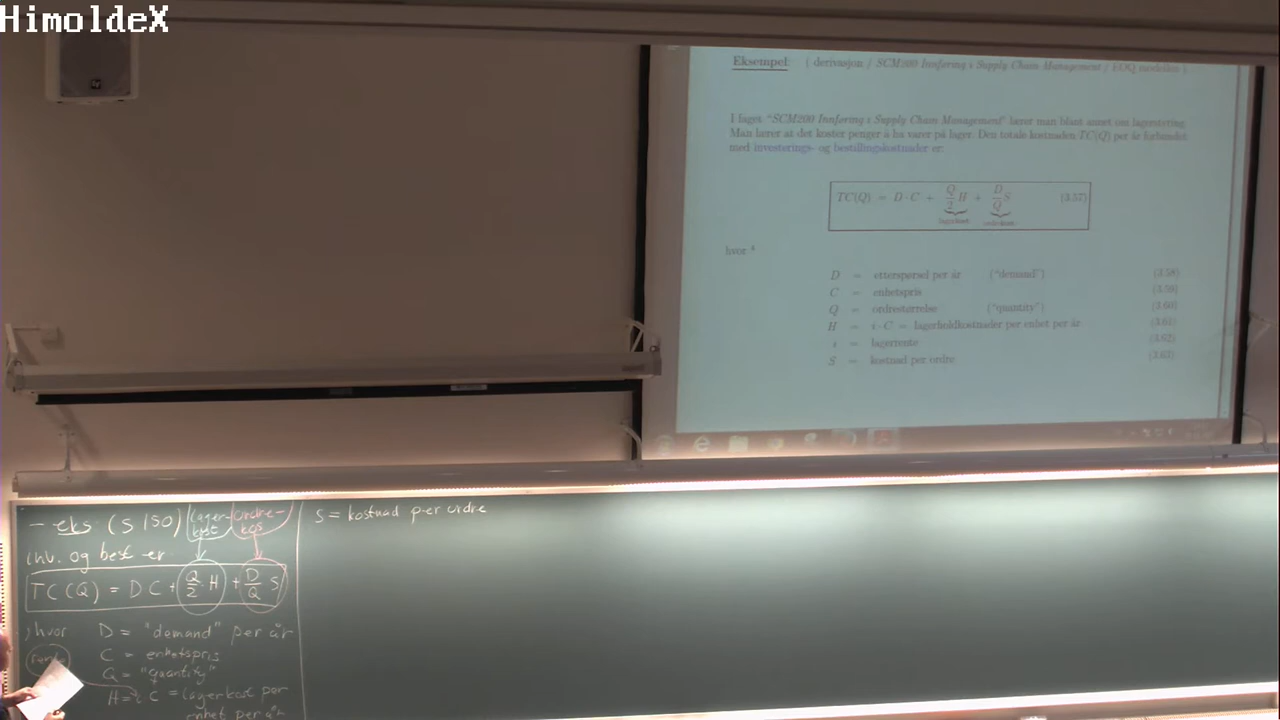 HimoldeX
Eksempel: ( derivasjon / SCM200 Innføring i Supply Chain Management / EOQ modellen )
I faget "SCM200 Innføring i Supply Chain Management" lærer man blant annet om lagerstyring.
Man lærer at det koster penger å ha varer på lager. Den totale kostnaden TC(Q) per år forbundet
med investerings- og bestillingskostnader er:
TC(Q) = D · C + Q/2 H + D/Q S (3.57)
lagerkost. ordrekost.
hvor
D = etterspørsel per år ("demand") (3.58)
C = enhetspris (3.59)
Q = ordrestørrelse ("quantity") (3.60)
H = i · C = lagerholdkostnader per enhet per år (3.61)
i = lagerrente (3.62)
S = kostnad per ordre (3.63)
- eks (s 150) lager-kost ordre-kos
inv. og best er
TC(Q) = D C + Q/2 · H + D/Q S
, hvor D = "demand" per år
C = enhetspris
Q = "quantity"
H = i C = lagerkost per
enhet per år
S = kostnad per ordre